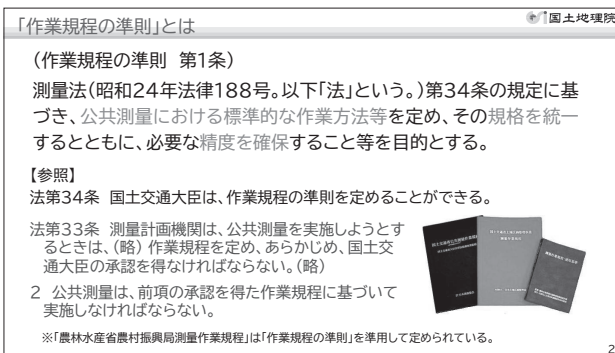 「作業規程の準則」とは
国土地理院
(作業規程の準則 第1条)
測量法(昭和24年法律188号。以下「法」という。)第34条の規定に基
づき、公共測量における標準的な作業方法等を定め、その規格を統一
するとともに、必要な精度を確保すること等を目的とする。
【参照】
法第34条 国土交通大臣は、作業規程の準則を定めることができる。
法第33条 測量計画機関は、公共測量を実施しようとす
るときは、(略) 作業規程を定め、あらかじめ、国土交
通大臣の承認を得なければならない。(略)
2 公共測量は、前項の承認を得た作業規程に基づいて
実施しなければならない。
※「農林水産省農村振興局測量作業規程」は「作業規程の準則」を準用して定められている。
2